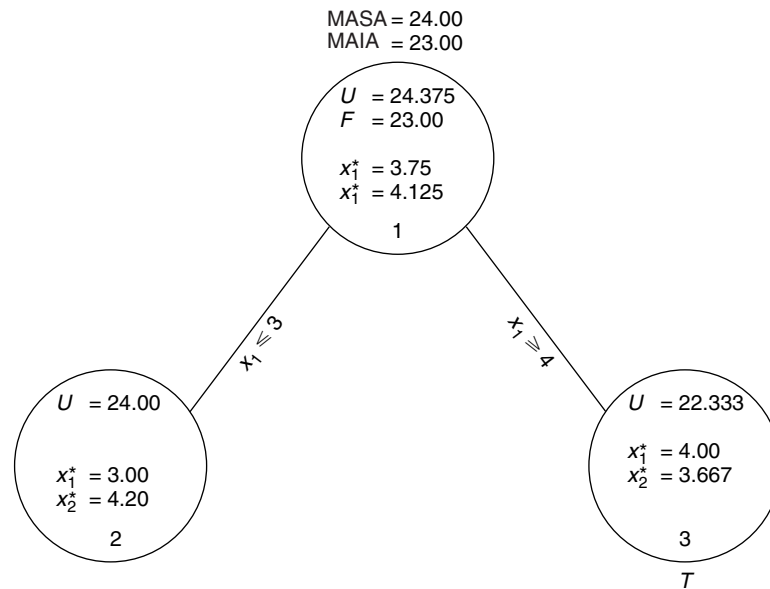 MASA = 24.00
MAIA = 23.00
U = 24.375
F = 23.00
x₁* = 3.75
x₁* = 4.125
1
x₁ ≤ 3
x₁ ≥ 4
U = 24.00
x₁* = 3.00
x₂* = 4.20
2
U = 22.333
x₁* = 4.00
x₂* = 3.667
3
T